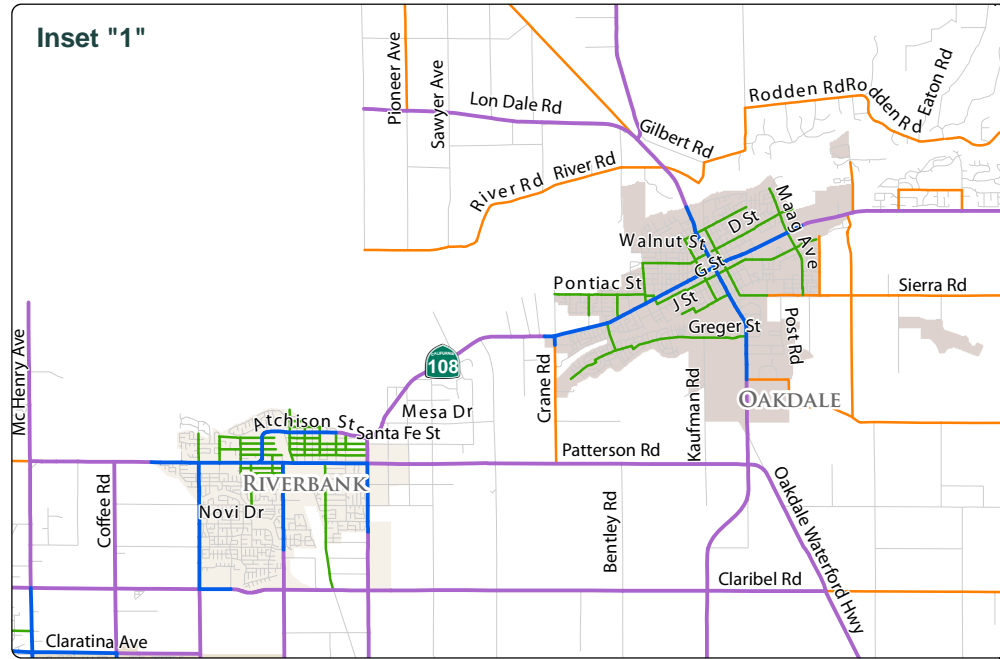 Inset "1"
Pioneer Ave
Sawyer Ave
Lon Dale Rd
Gilbert Rd
Rodden Rd
Rodden Rd
Eaton Rd
River Rd
River Rd
Maag Ave
D St
Walnut St
G St
Pontiac St
J St
Sierra Rd
Greger St
Post Rd
Mc Henry Ave
CALIFORNIA
108
Crane Rd
Kaufman Rd
OAKDALE
Mesa Dr
Atchison St
Santa Fe St
Patterson Rd
RIVERBANK
Coffee Rd
Novi Dr
Bentley Rd
Oakdale Waterford Hwy
Claribel Rd
Claratina Ave